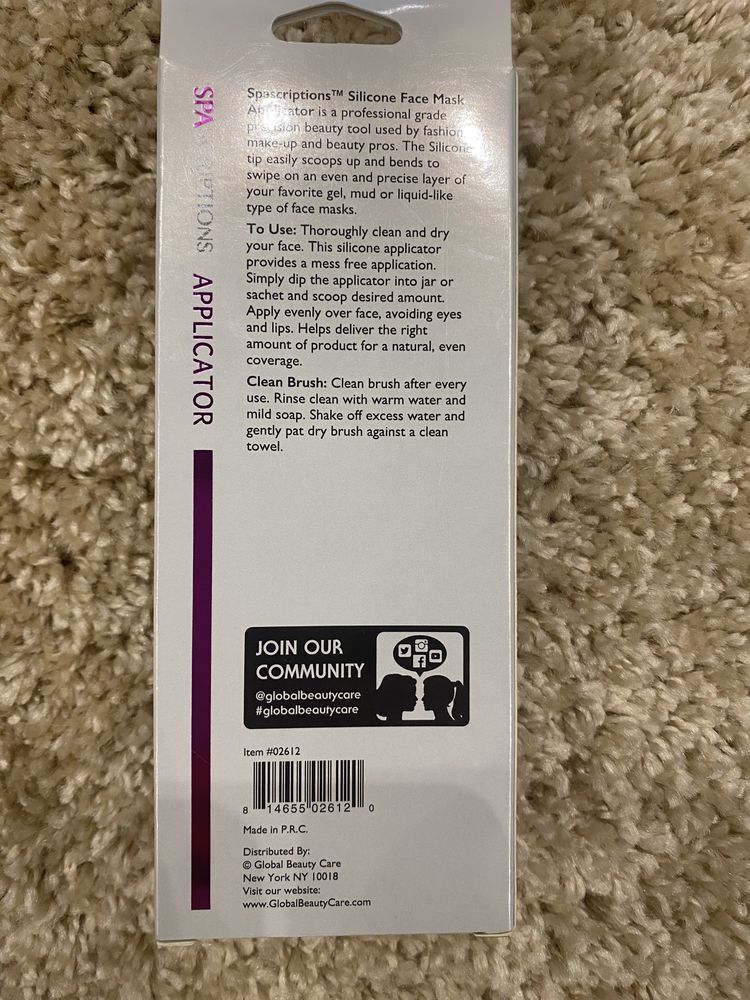 SPASCRIPTIONS APPLICATOR
Spascriptions™ Silicone Face Mask
Applicator is a professional grade
precision beauty tool used by fashion,
make-up and beauty pros. The Silicone
tip easily scoops up and bends to
swipe on an even and precise layer of
your favorite gel, mud or liquid-like
type of face masks.
To Use: Thoroughly clean and dry
your face. This silicone applicator
provides a mess free application.
Simply dip the applicator into jar or
sachet and scoop desired amount.
Apply evenly over face, avoiding eyes
and lips. Helps deliver the right
amount of product for a natural, even
coverage.
Clean Brush: Clean brush after every
use. Rinse clean with warm water and
mild soap. Shake off excess water and
gently pat dry brush against a clean
towel.
JOIN OUR
COMMUNITY
@globalbeautycare
#globalbeautycare
Item #02612
8 14655 02612 0
Made in P.R.C.
Distributed By:
© Global Beauty Care
New York NY 10018
Visit our website:
www.GlobalBeautyCare.com